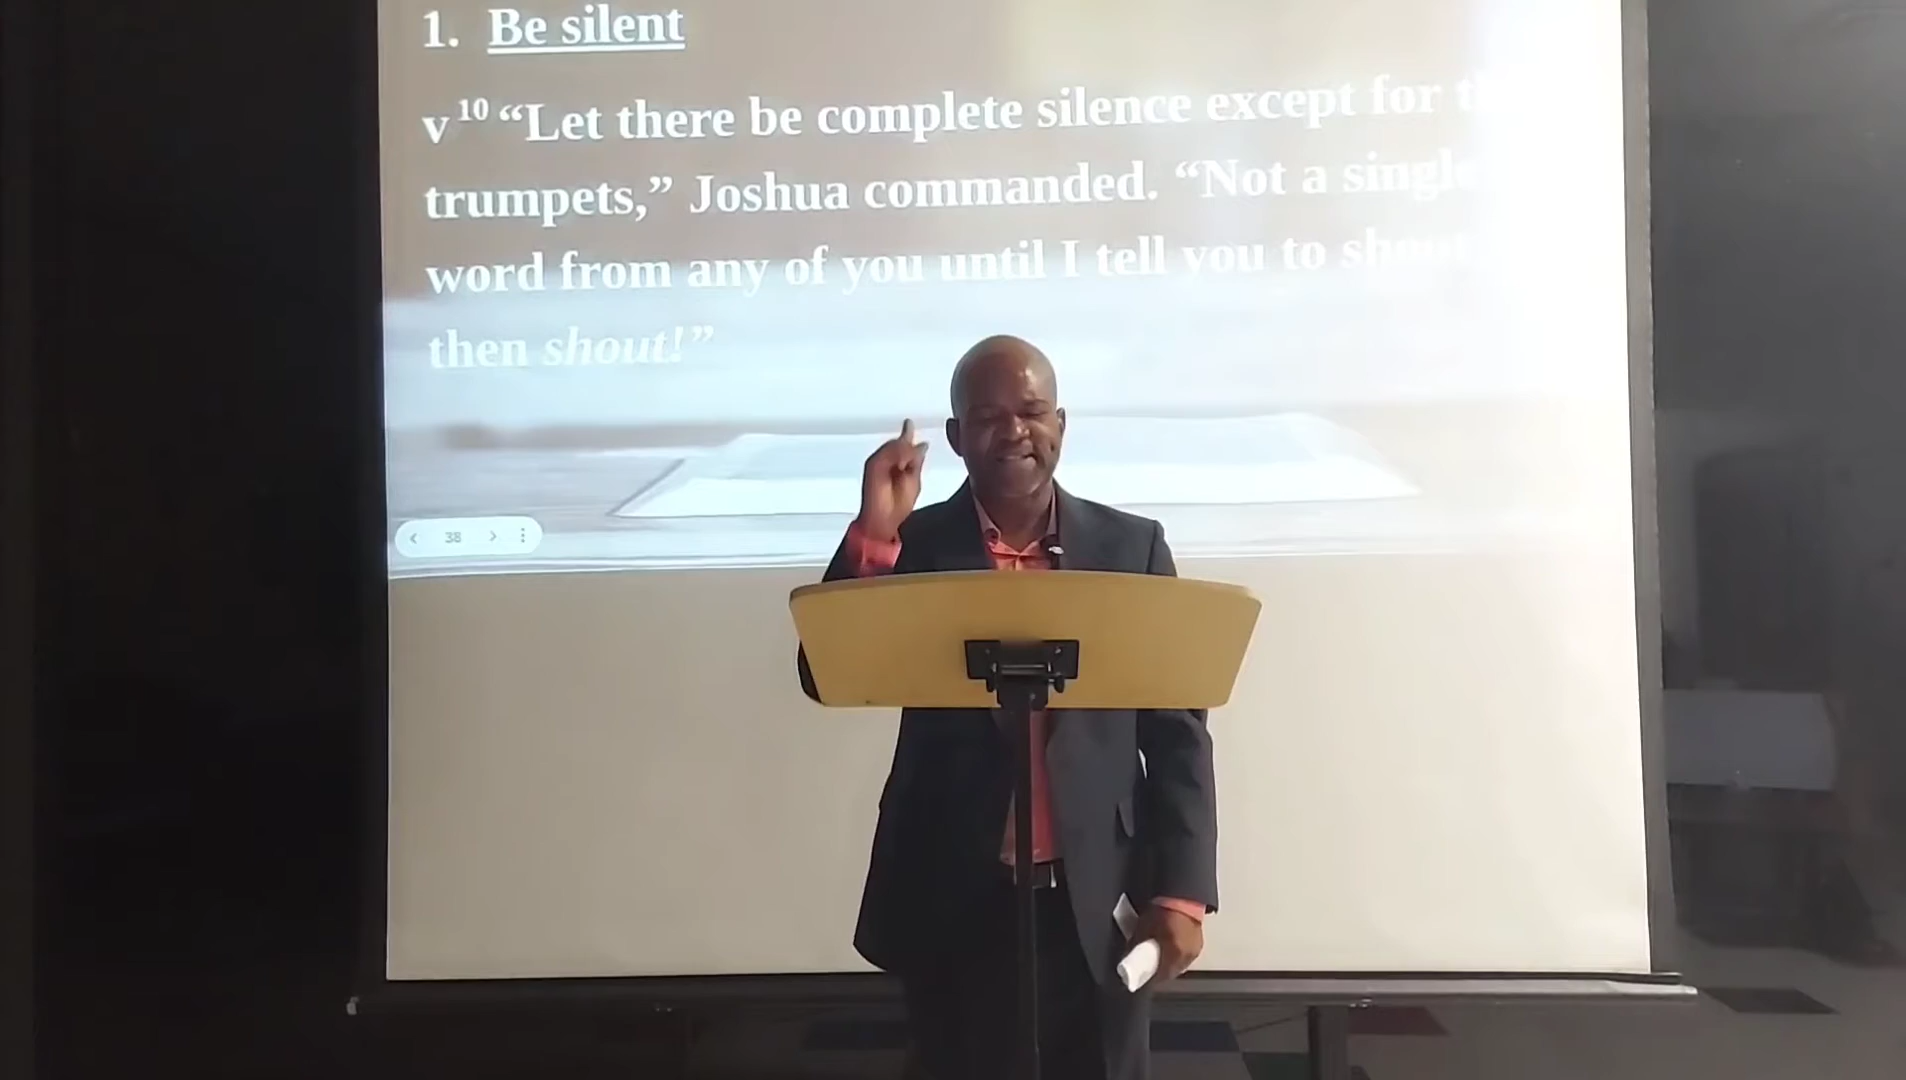 1. Be silent
v 10 “Let there be complete silence except for
trumpets,” Joshua commanded. “Not a single
word from any of you until I tell you to shout
then shout!”
38